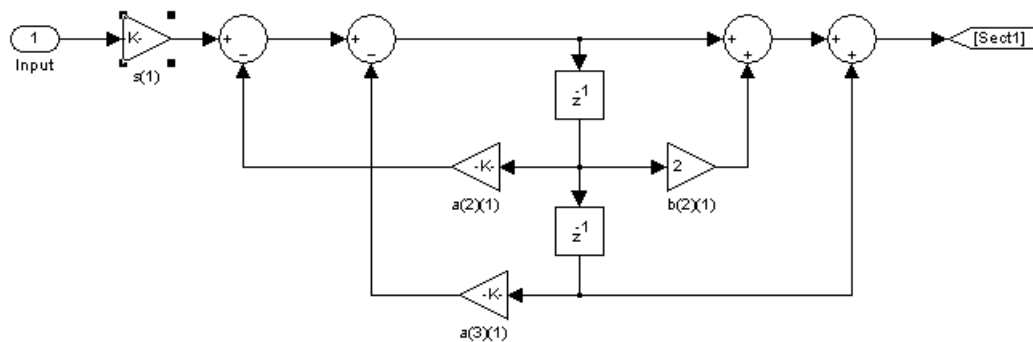 1
Input
K-
s(1)
+
−
+
−
+
+
+
+
[Sect1]
z-1
-K-
a(2)(1)
2
b(2)(1)
z-1
-K-
a(3)(1)